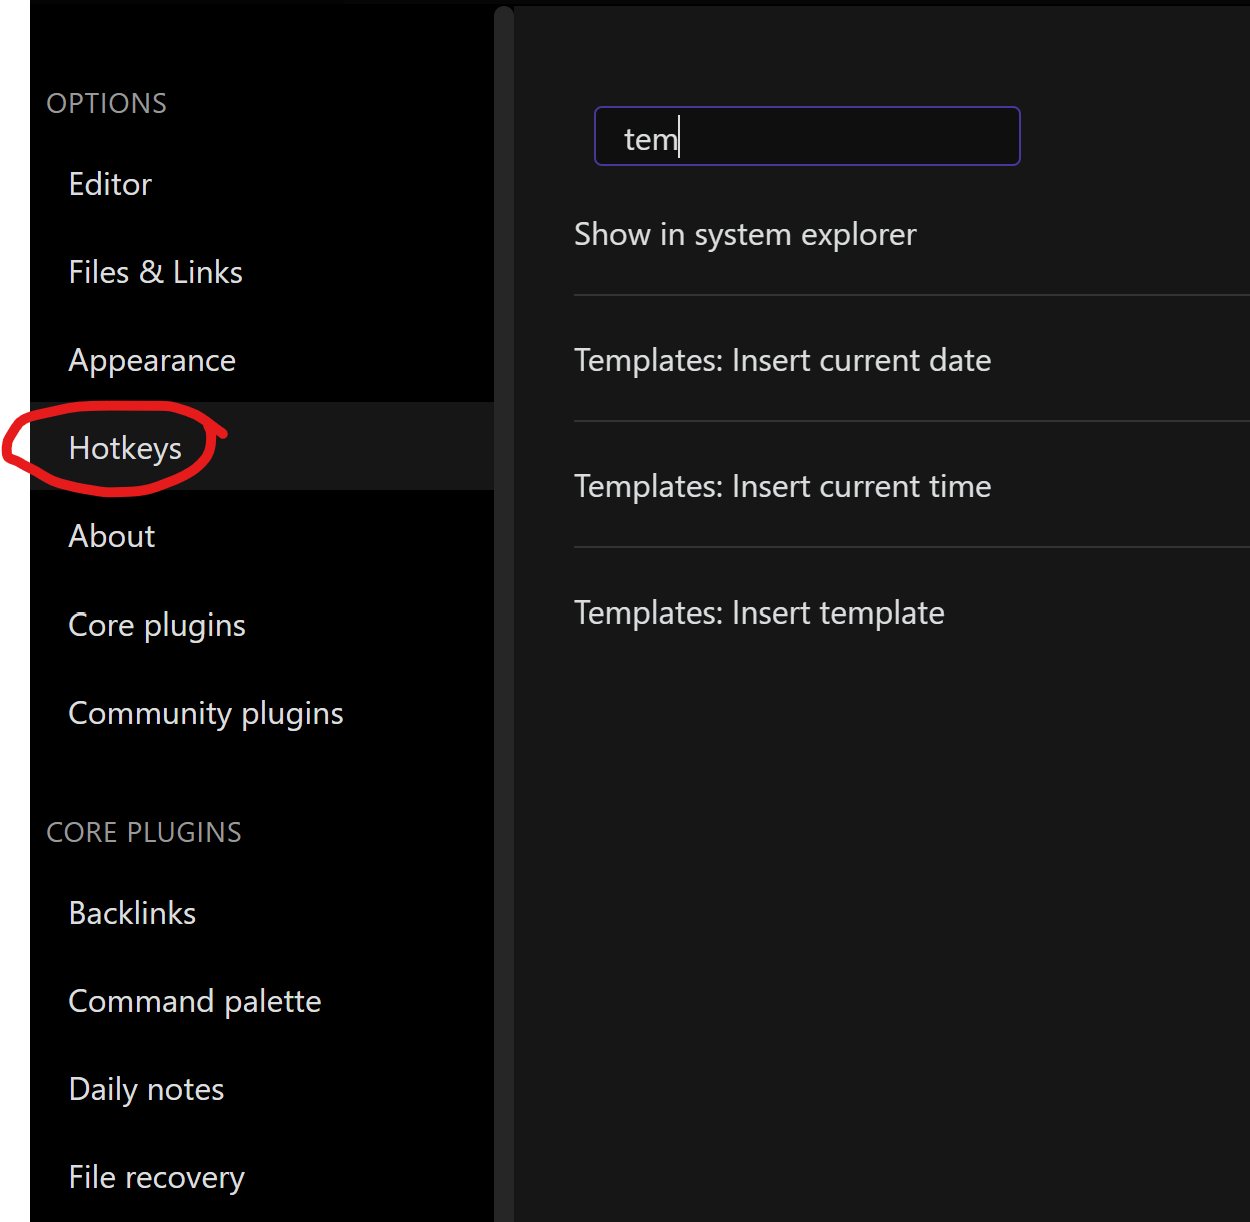 OPTIONS
Editor
Files & Links
Appearance
Hotkeys
About
Core plugins
Community plugins
CORE PLUGINS
Backlinks
Command palette
Daily notes
File recovery
tem
Show in system explorer
Templates: Insert current date
Templates: Insert current time
Templates: Insert template